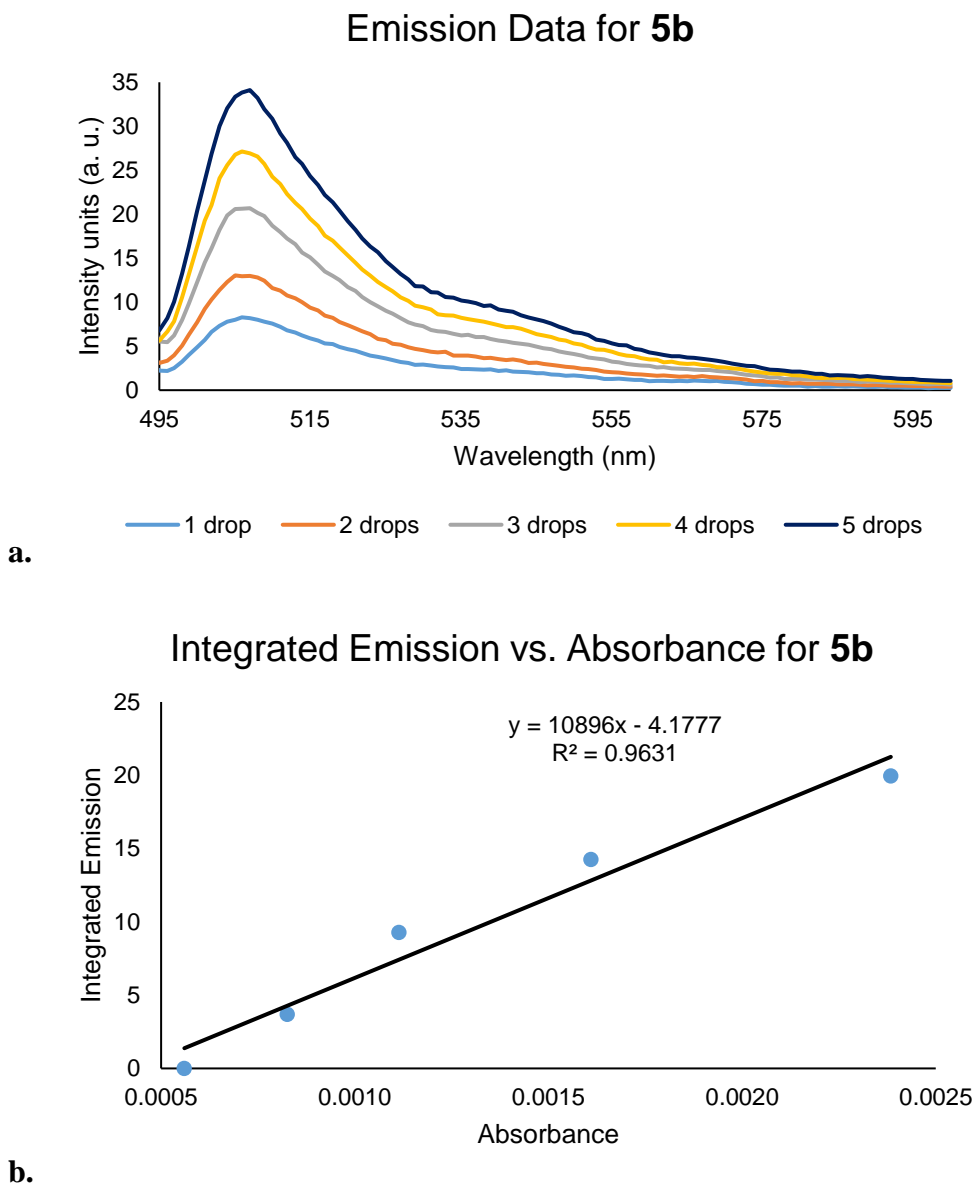 Emission Data for 5b
35
30
25
20
15
10
5
0
Intensity units (a. u.)
495 515 535 555 575 595
Wavelength (nm)
1 drop 2 drops 3 drops 4 drops 5 drops
a.
Integrated Emission vs. Absorbance for 5b
25
20
15
10
5
0
Integrated Emission
y = 10896x - 4.1777
R² = 0.9631
0.0005 0.0010 0.0015 0.0020 0.0025
Absorbance
b.